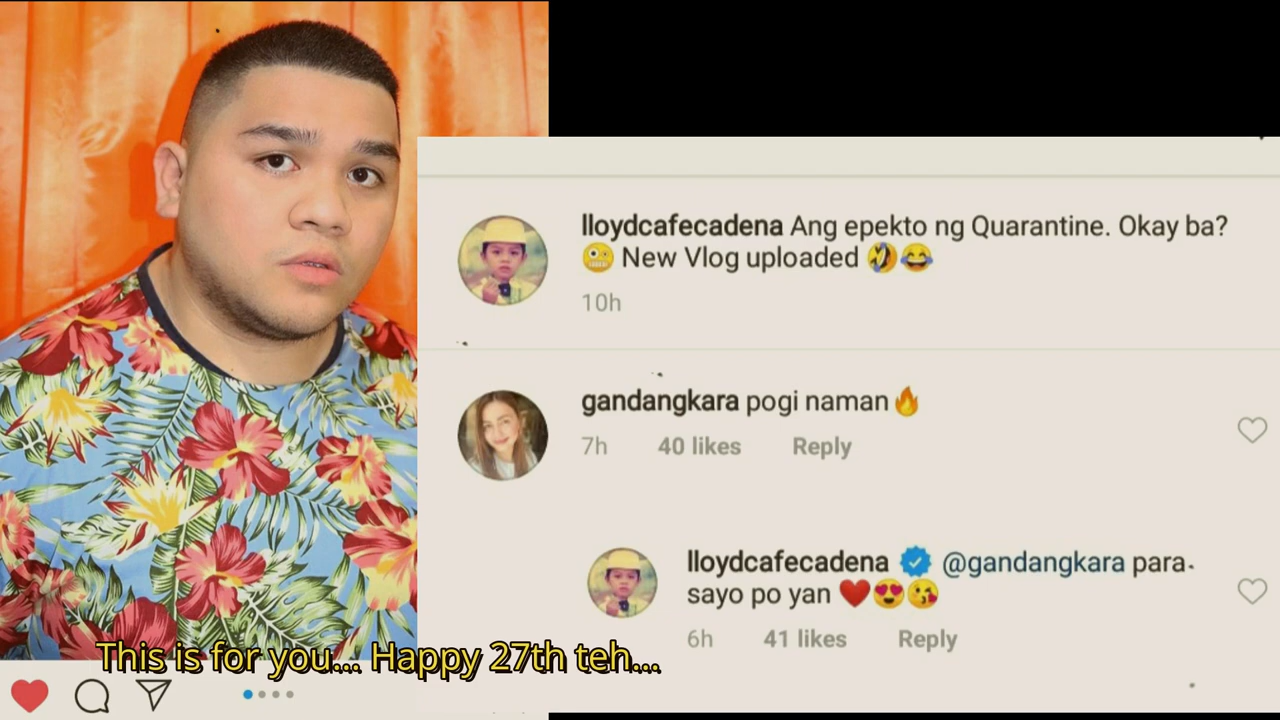 lloydcafecadena Ang epekto ng Quarantine. Okay ba?
🤪 New Vlog uploaded 🤣😂
10h
gandangkara pogi naman🔥
7h 40 likes Reply
lloydcafecadena @gandangkara para
sayo po yan ❤️😍😘
6h 41 likes Reply
This is for you... Happy 27th teh...